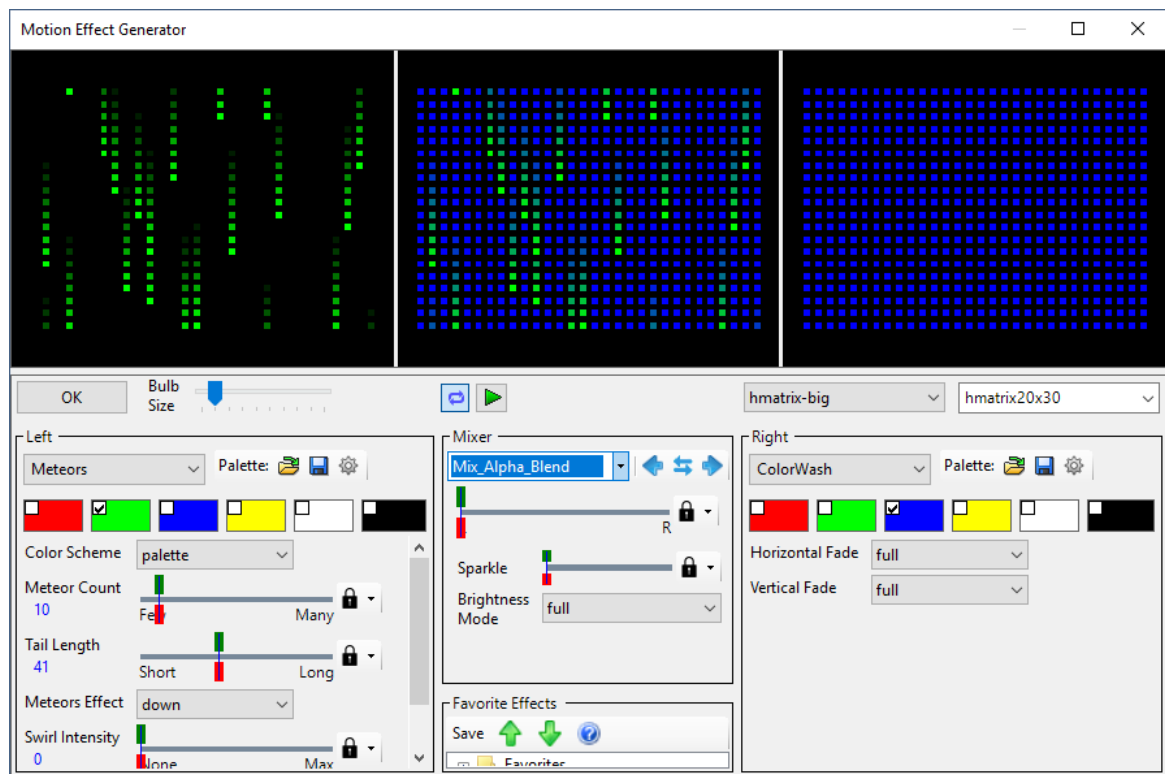 Motion Effect Generator
OK
Bulb
Size
hmatrix-big
hmatrix20x30
Left
Meteors
Palette:
Color Scheme
palette
Meteor Count
10
Few
Many
Tail Length
41
Short
Long
Meteors Effect
down
Swirl Intensity
0
None
Max
Mixer
Mix_Alpha_Blend
R
Sparkle
Brightness
Mode
full
Favorite Effects
Save
Favorites
Right
ColorWash
Palette:
Horizontal Fade
full
Vertical Fade
full